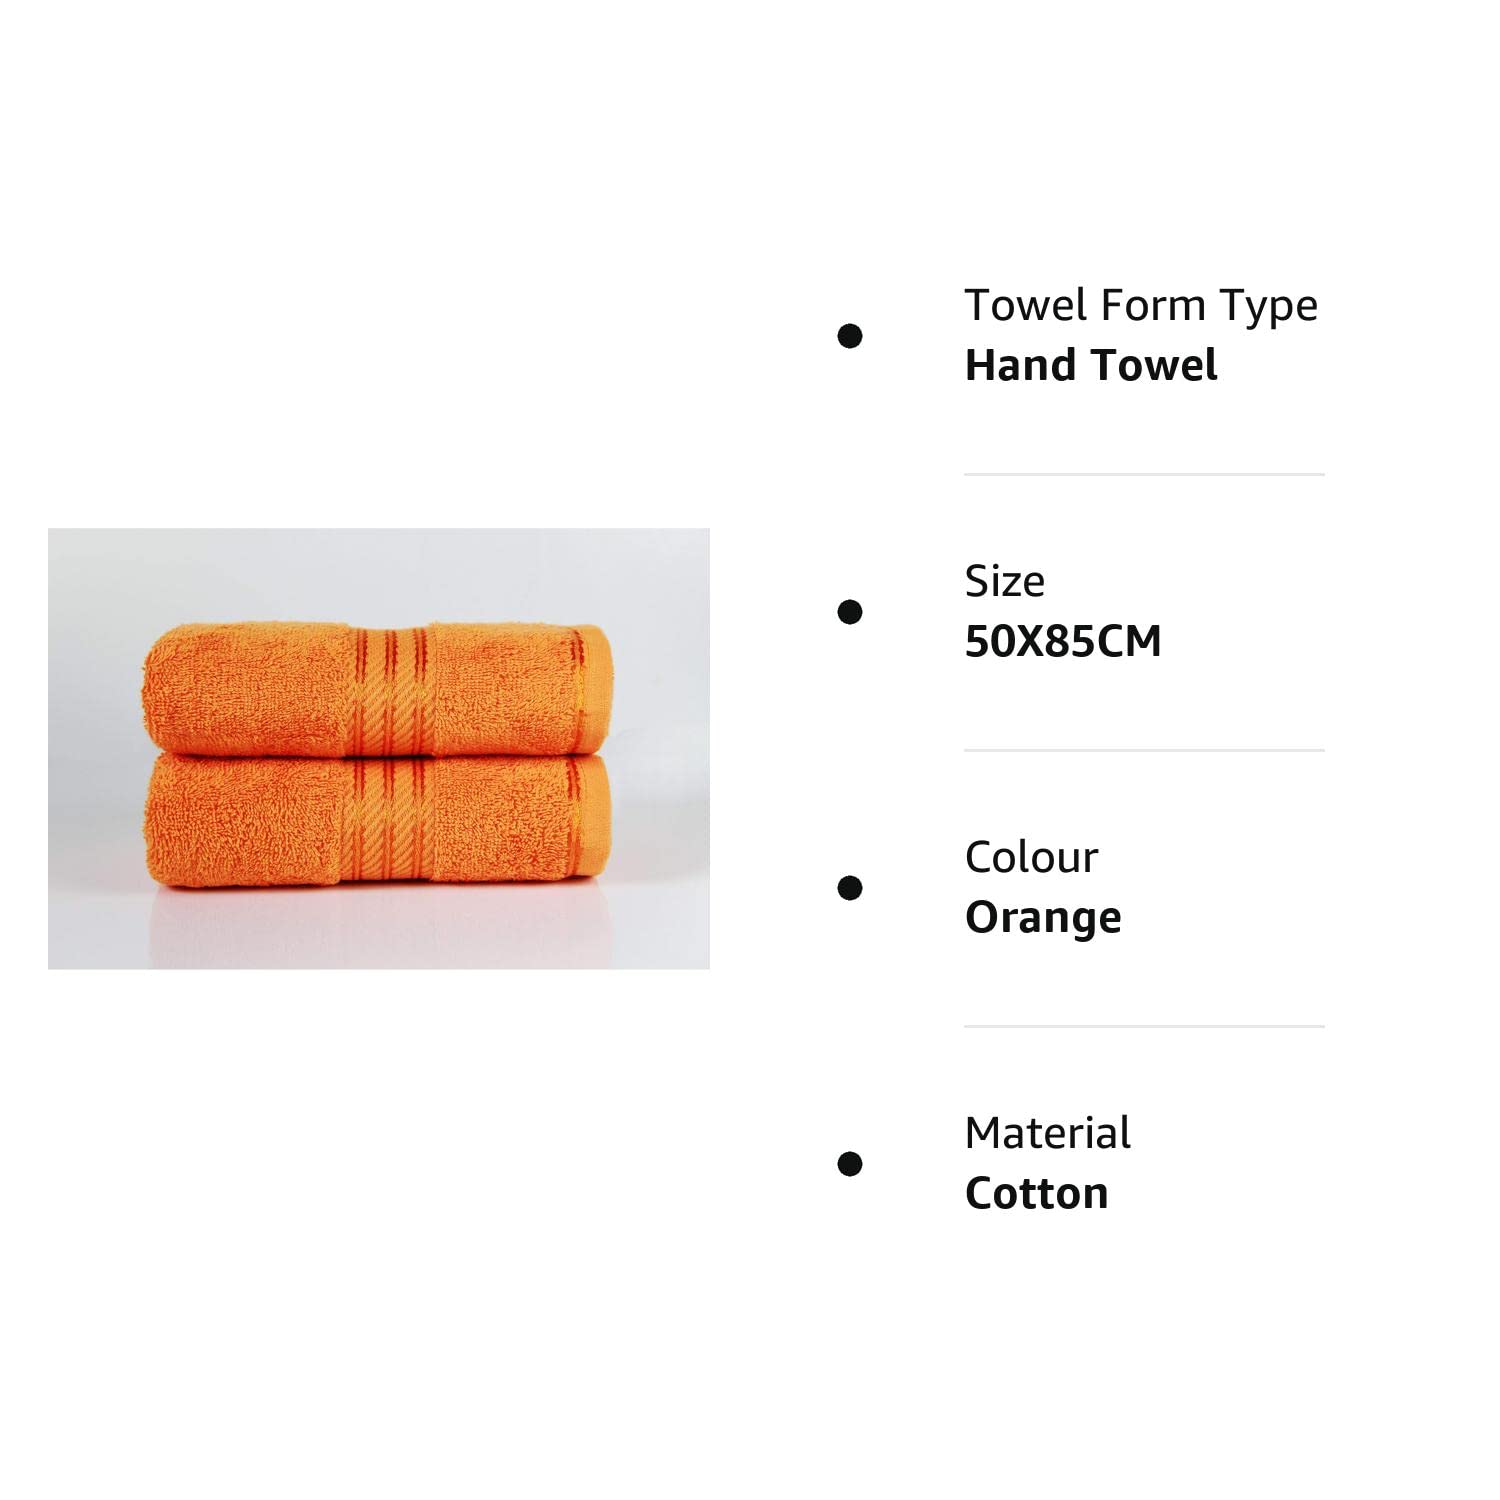 Towel Form Type
Hand Towel
Size
50X85CM
Colour
Orange
Material
Cotton